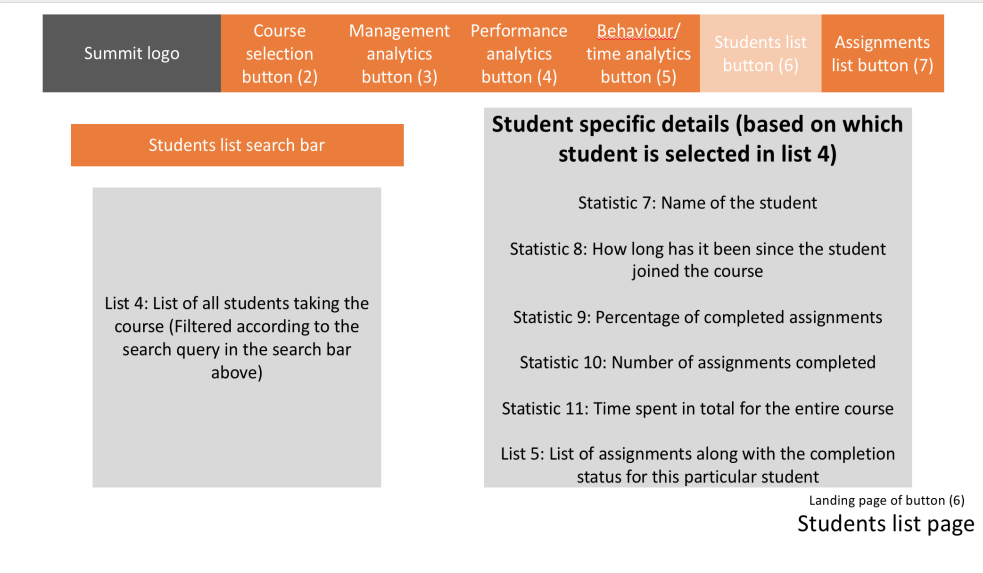 Summit logo
Course
selection
button (2)
Management
analytics
button (3)
Performance
analytics
button (4)
Behaviour/
time analytics
button (5)
Students list
button (6)
Assignments
list button (7)
Students list search bar
List 4: List of all students taking the
course (Filtered according to the
search query in the search bar
above)
Student specific details (based on which
student is selected in list 4)
Statistic 7: Name of the student
Statistic 8: How long has it been since the student
joined the course
Statistic 9: Percentage of completed assignments
Statistic 10: Number of assignments completed
Statistic 11: Time spent in total for the entire course
List 5: List of assignments along with the completion
status for this particular student
Landing page of button (6)
Students list page